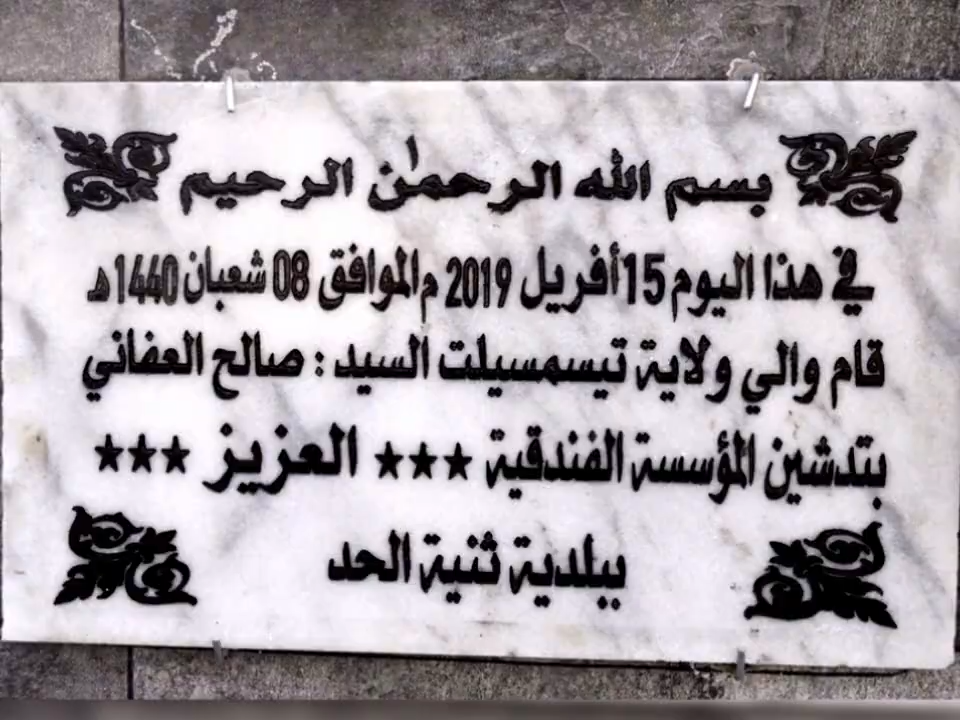 بسم الله الرحمٰن الرحيم
في هذا اليوم 15 أفريل 2019 م الموافق 08 شعبان 1440 هـ
قام والي ولاية تيسمسيلت السيد : صالح العفاني
بتدشين المؤسسة الفندقية ★★★ العزيز ★★★
ببلدية ثنية الحد